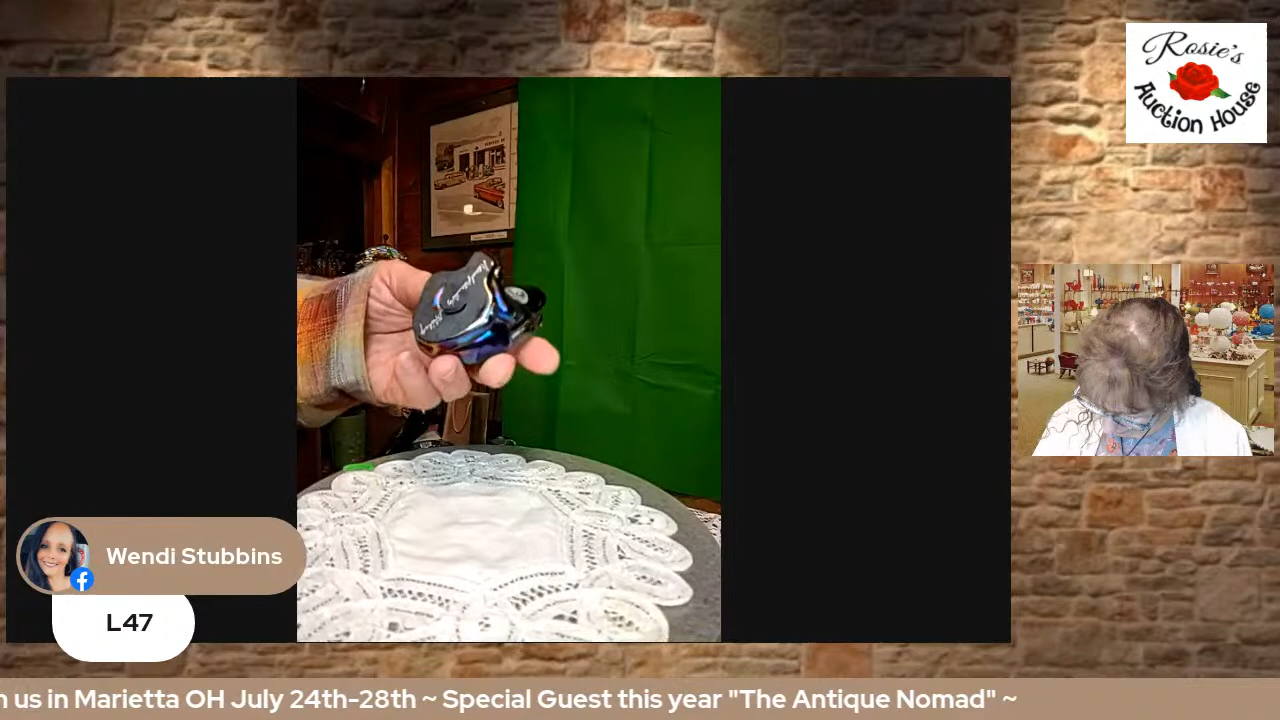 Rosie's
Auction House
Wendi Stubbins
L47
n us in Marietta OH July 24th-28th ~ Special Guest this year "The Antique Nomad" ~